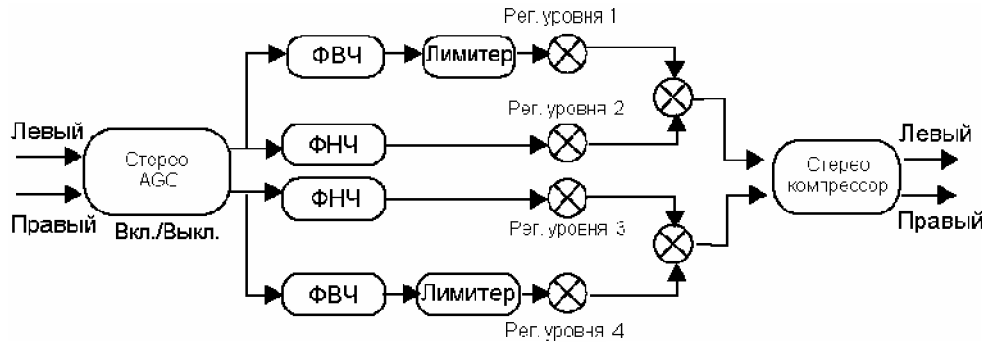 Рег. уровня 1
ФВЧ
Лимитер
Левый
Рег. уровня 2
Стерео
AGC
ФНЧ
Левый
Стерео
компрессор
Правый
ФНЧ
Правый
Вкл./Выкл.
Рег. уровня 3
ФВЧ
Лимитер
Рег. уровня 4